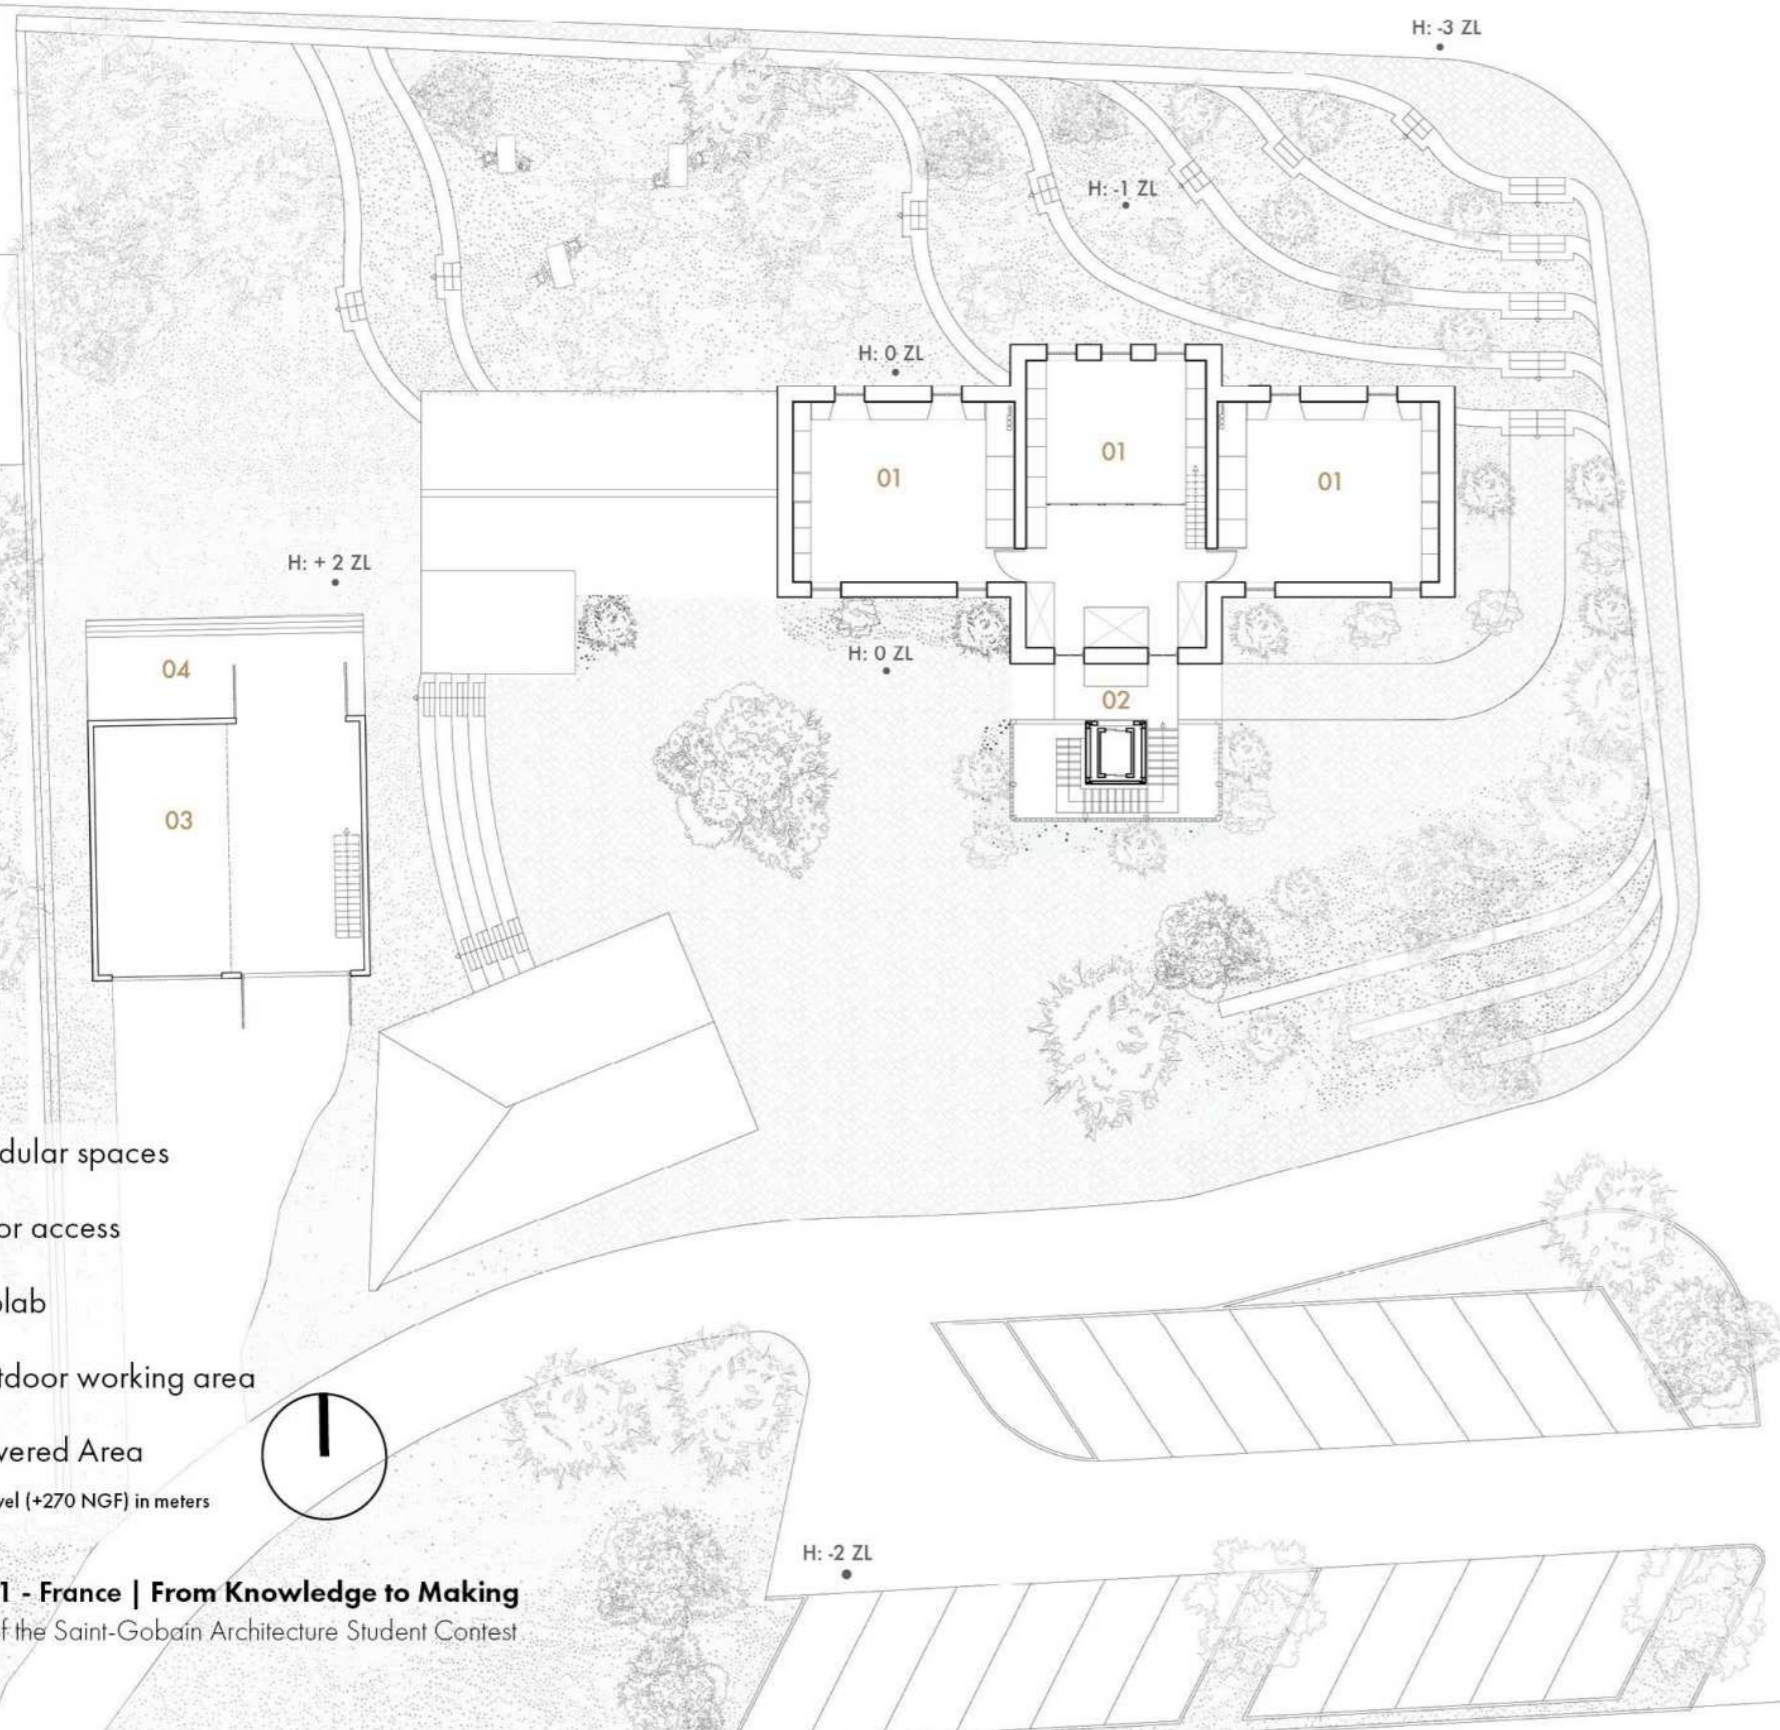 H: -3 ZL
H: -1 ZL
H: 0 ZL
01
01
01
H: + 2 ZL
H: 0 ZL
04
02
03
dular spaces
or access
lab
tdoor working area
vered Area
vel (+270 NGF) in meters
H: -2 ZL
1 - France | From Knowledge to Making
f the Saint-Gobain Architecture Student Contest